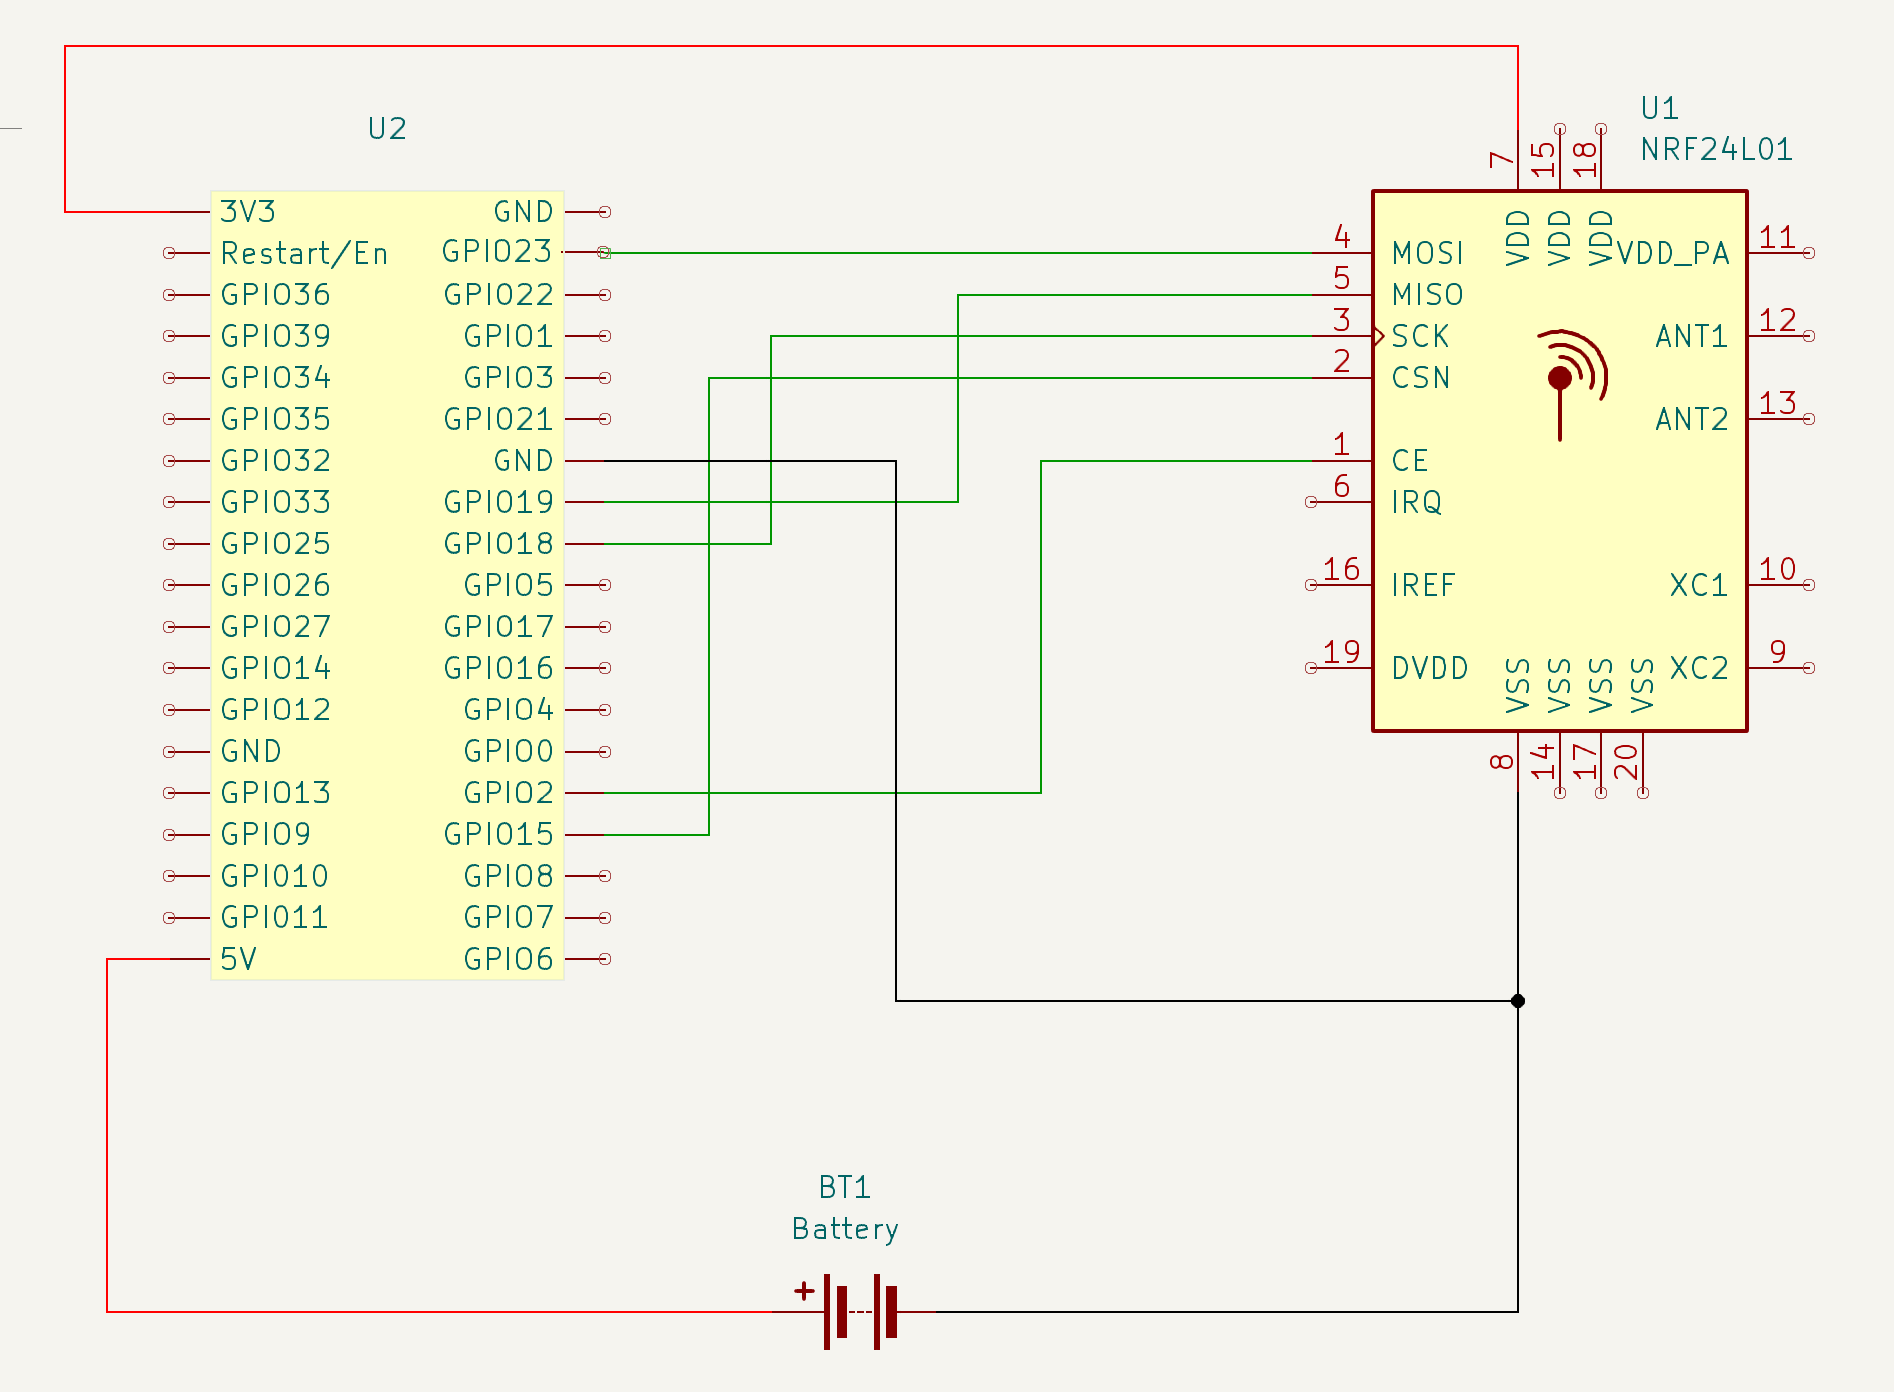 U2
3V3
Restart/En
GPIO36
GPIO39
GPIO34
GPIO35
GPIO32
GPIO33
GPIO25
GPIO26
GPIO27
GPIO14
GPIO12
GND
GPIO13
GPIO9
GPI010
GPI011
5V
GND
GPIO23
GPIO22
GPIO1
GPIO3
GPIO21
GND
GPIO19
GPIO18
GPIO5
GPIO17
GPIO16
GPIO4
GPIO0
GPIO2
GPIO15
GPIO8
GPIO7
GPIO6
U1
NRF24L01
7
15
18
VDD
VDD
VDD
4 MOSI
5 MISO
3 SCK
2 CSN
1 CE
6 IRQ
16 IREF
19 DVDD
VDD_PA 11
ANT1 12
ANT2 13
XC1 10
XC2 9
VSS
VSS
VSS
VSS
8
14
17
20
BT1
Battery
+